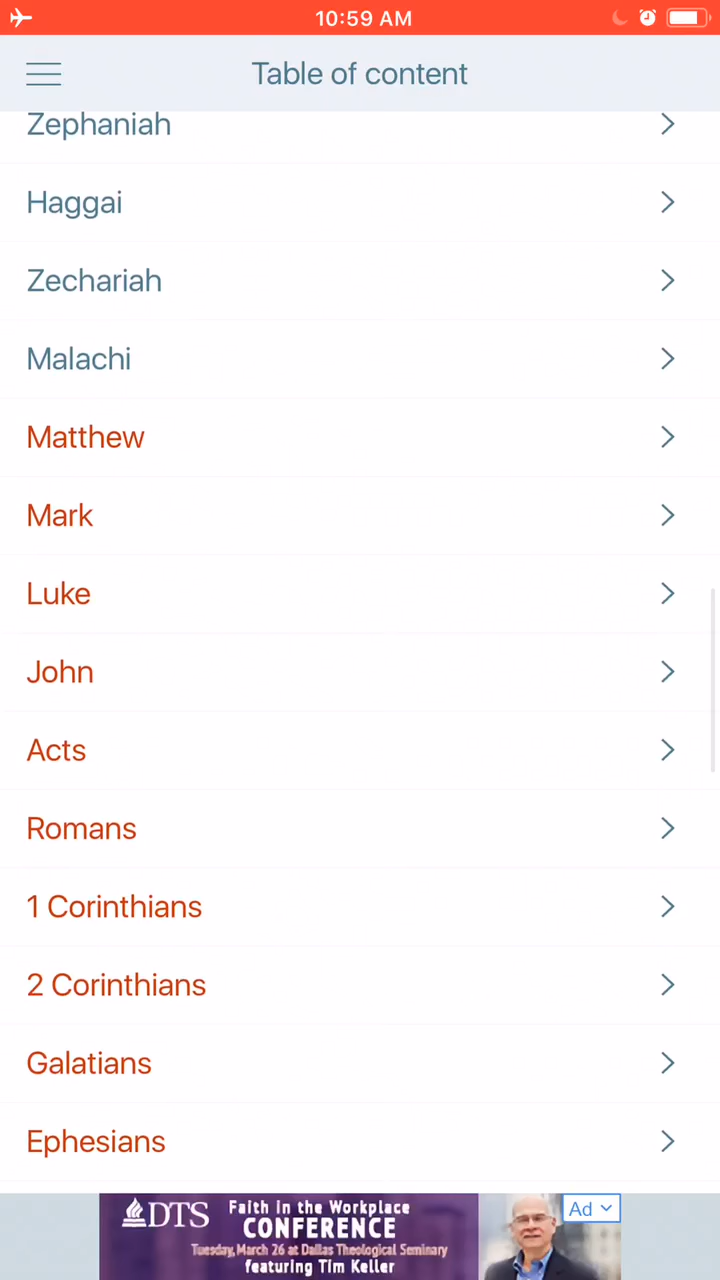 10:59 AM
Table of content
Zephaniah
Haggai
Zechariah
Malachi
Matthew
Mark
Luke
John
Acts
Romans
1 Corinthians
2 Corinthians
Galatians
Ephesians
DTS
Faith in the Workplace
CONFERENCE
Tuesday, March 26 at Dallas Theological Seminary
featuring Tim Keller
Ad